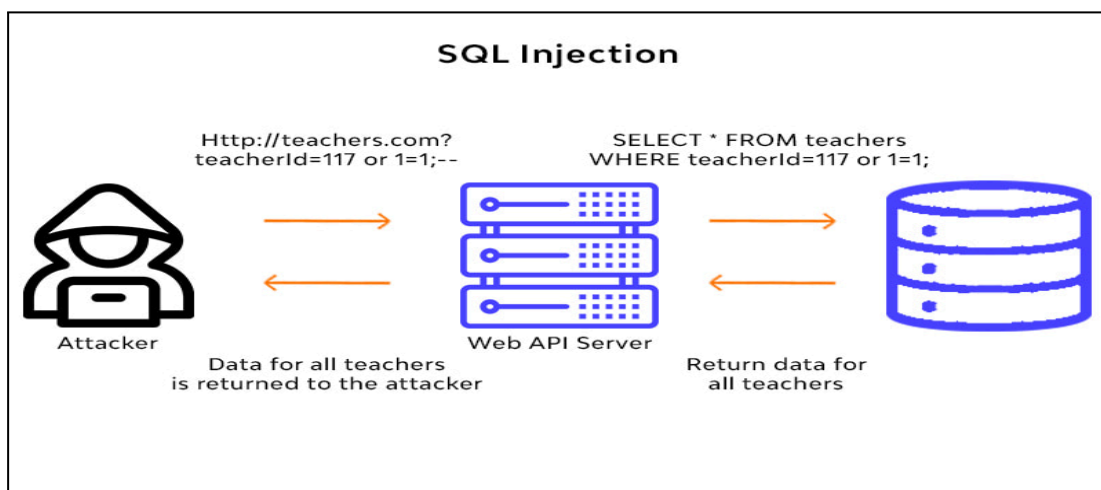 SQL Injection
Http://teachers.com?
teacherId=117 or 1=1;--
SELECT * FROM teachers
WHERE teacherId=117 or 1=1;
Attacker
Web API Server
Data for all teachers
is returned to the attacker
Return data for
all teachers